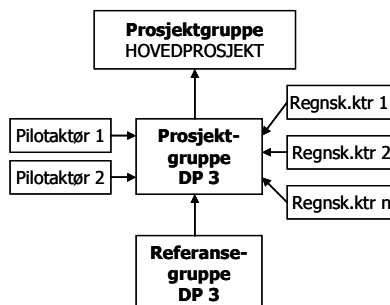 Prosjektgruppe
HOVEDPROSJEKT
Pilotaktør 1
Pilotaktør 2
Prosjekt-
gruppe
DP 3
Regnsk.ktr 1
Regnsk.ktr 2
Regnsk.ktr n
Referanse-
gruppe
DP 3